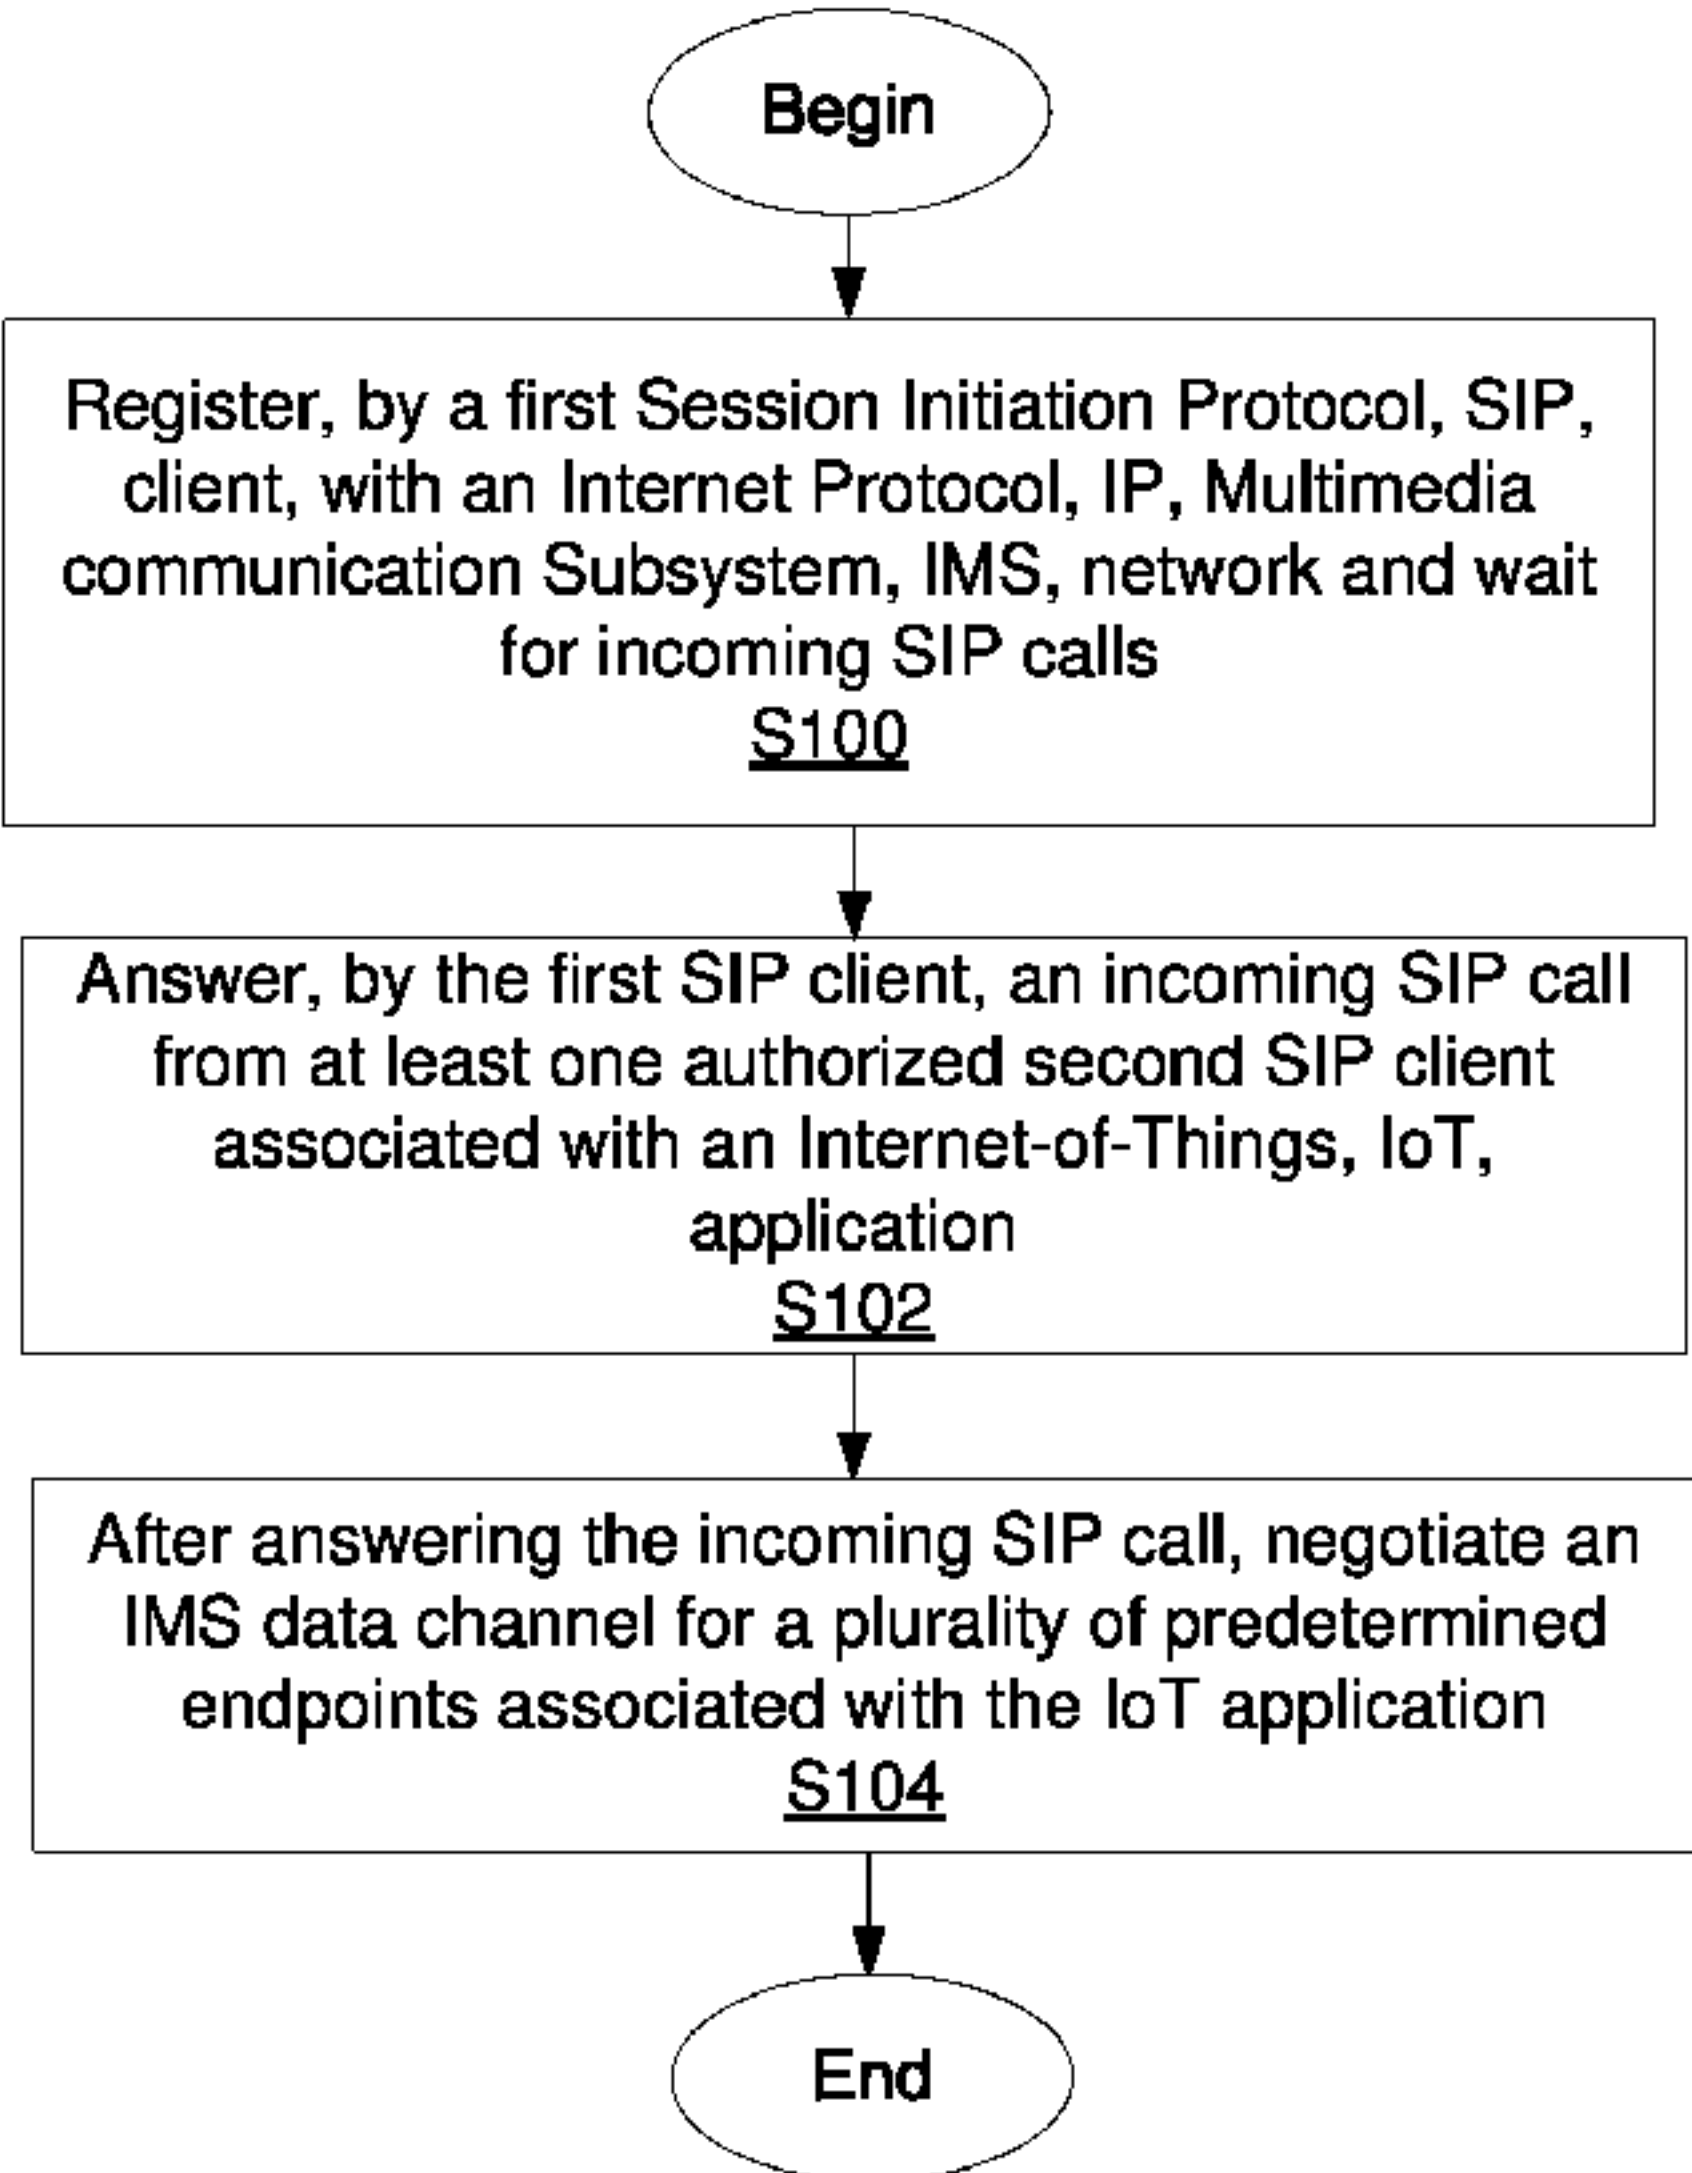 Begin
Register, by a first Session Initiation Protocol, SIP,
client, with an Internet Protocol, IP, Multimedia
communication Subsystem, IMS, network and wait
for incoming SIP calls
S100
Answer, by the first SIP client, an incoming SIP call
from at least one authorized second SIP client
associated with an Internet-of-Things, IoT,
application
S102
After answering the incoming SIP call, negotiate an
IMS data channel for a plurality of predetermined
endpoints associated with the IoT application
S104
End